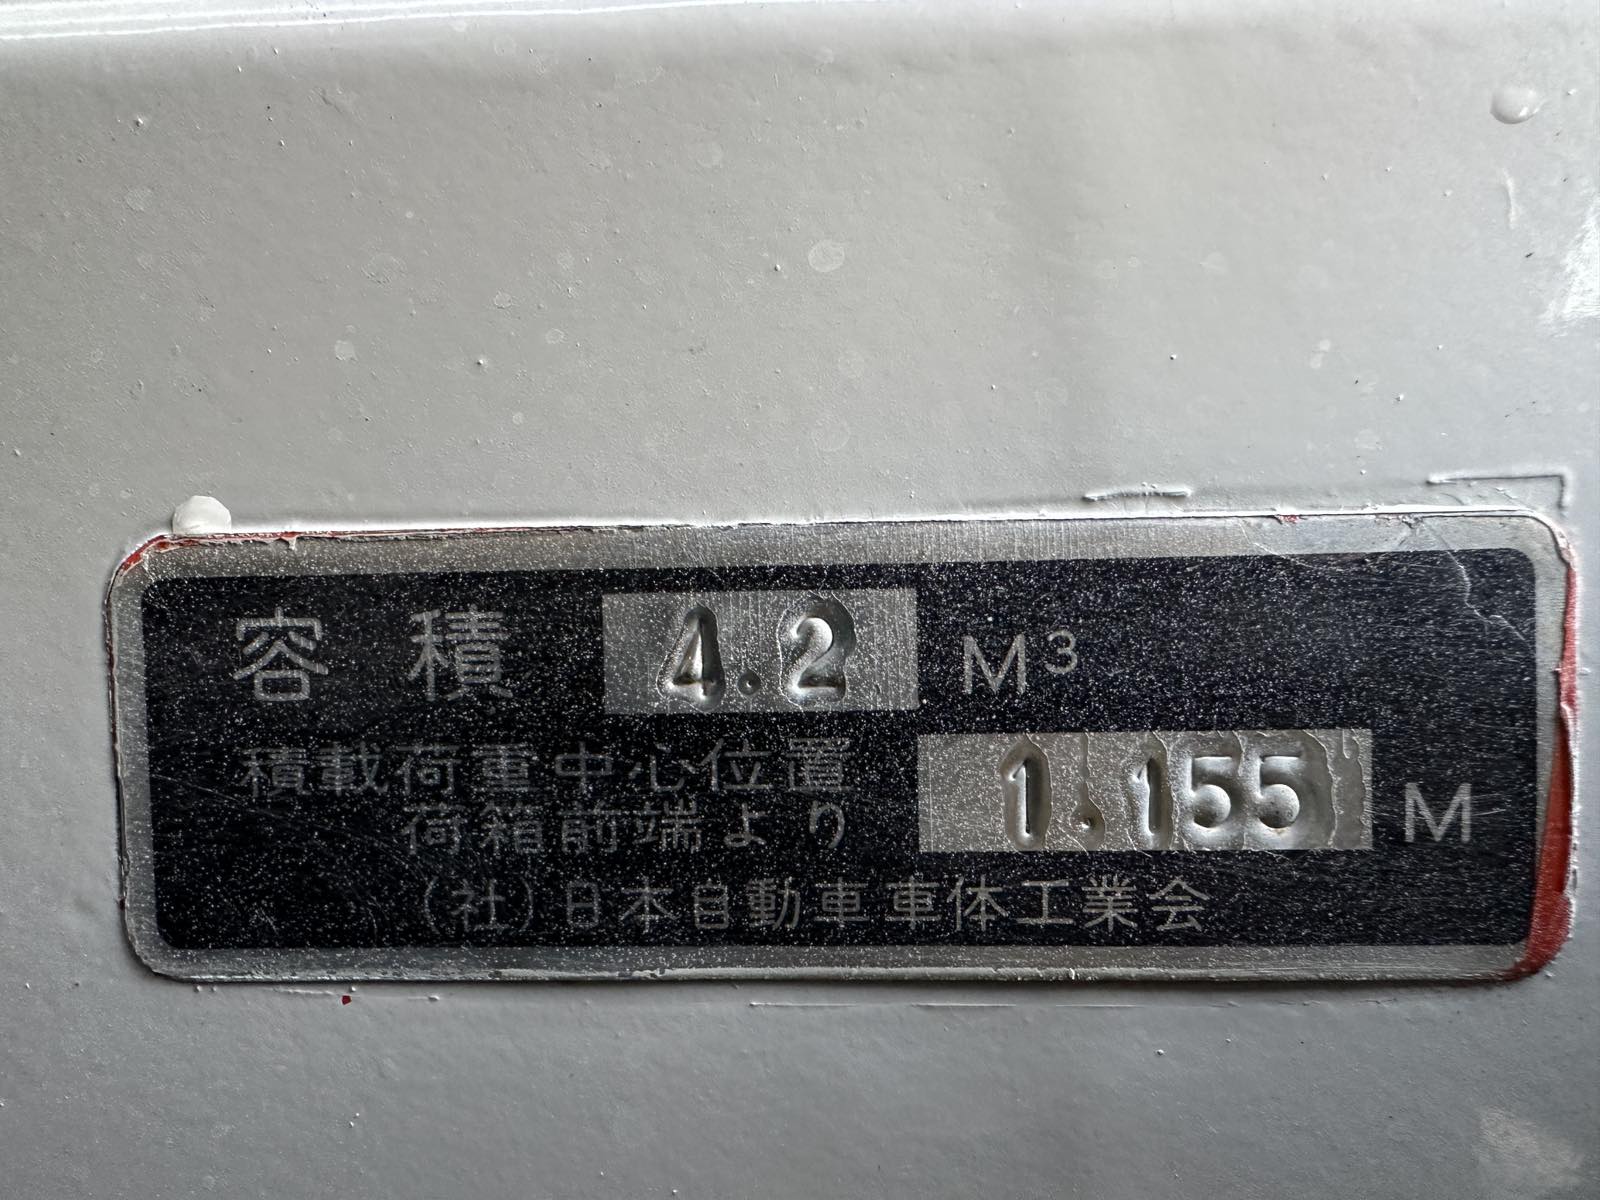 容積 4.2 M³
積載荷重中心位置
荷箱前端より 1.155 M
(社)日本自動車車体工業会